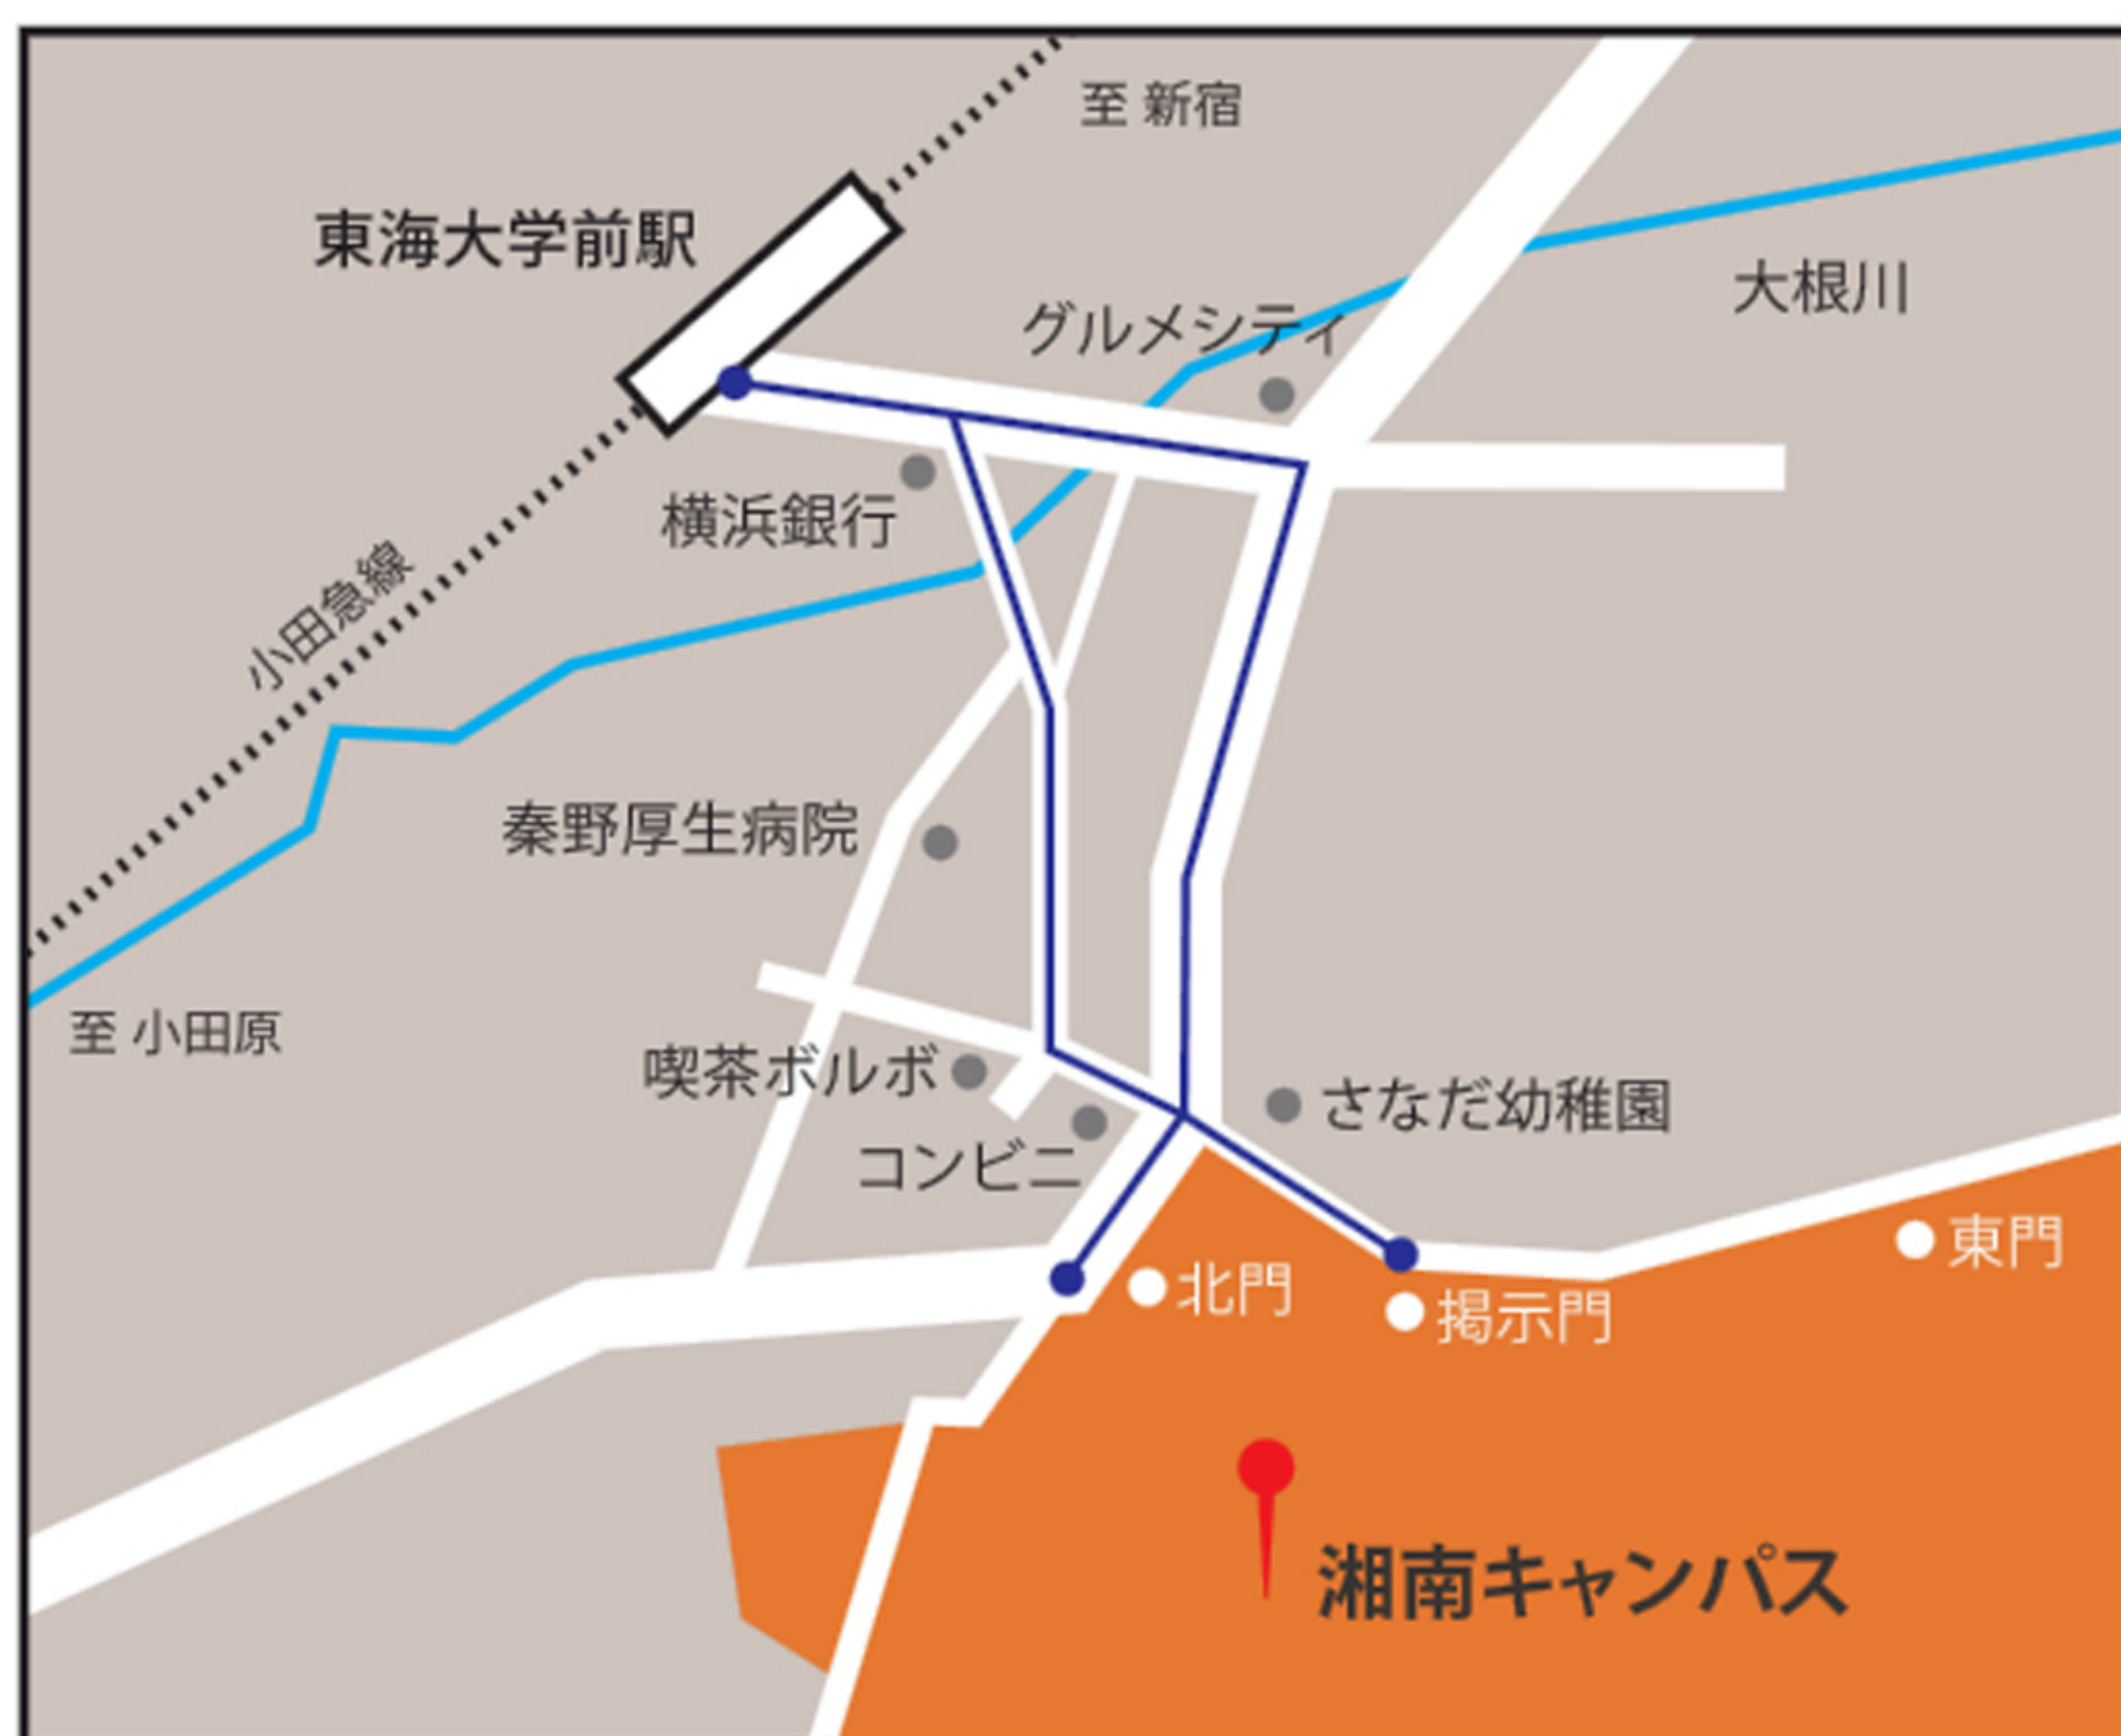 至 新宿
東海大学前駅
大根川
グルメシティ
横浜銀行
小田急線
秦野厚生病院
至 小田原
喫茶ボルボ
さなだ幼稚園
コンビニ
東門
北門
掲示門
湘南キャンパス